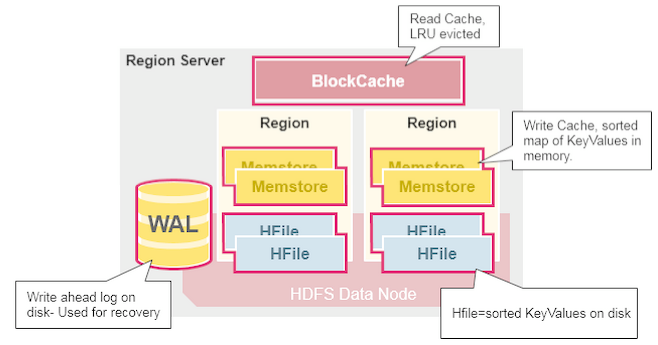 Read Cache,
LRU evicted
Region Server
BlockCache
Region
Region
Write Cache, sorted
map of KeyValues in
memory.
Memstore
Memstore
Memstore
Memstore
WAL
HFile
HFile
HFile
HFile
HDFS Data Node
Write ahead log on
disk- Used for recovery
Hfile=sorted KeyValues on disk